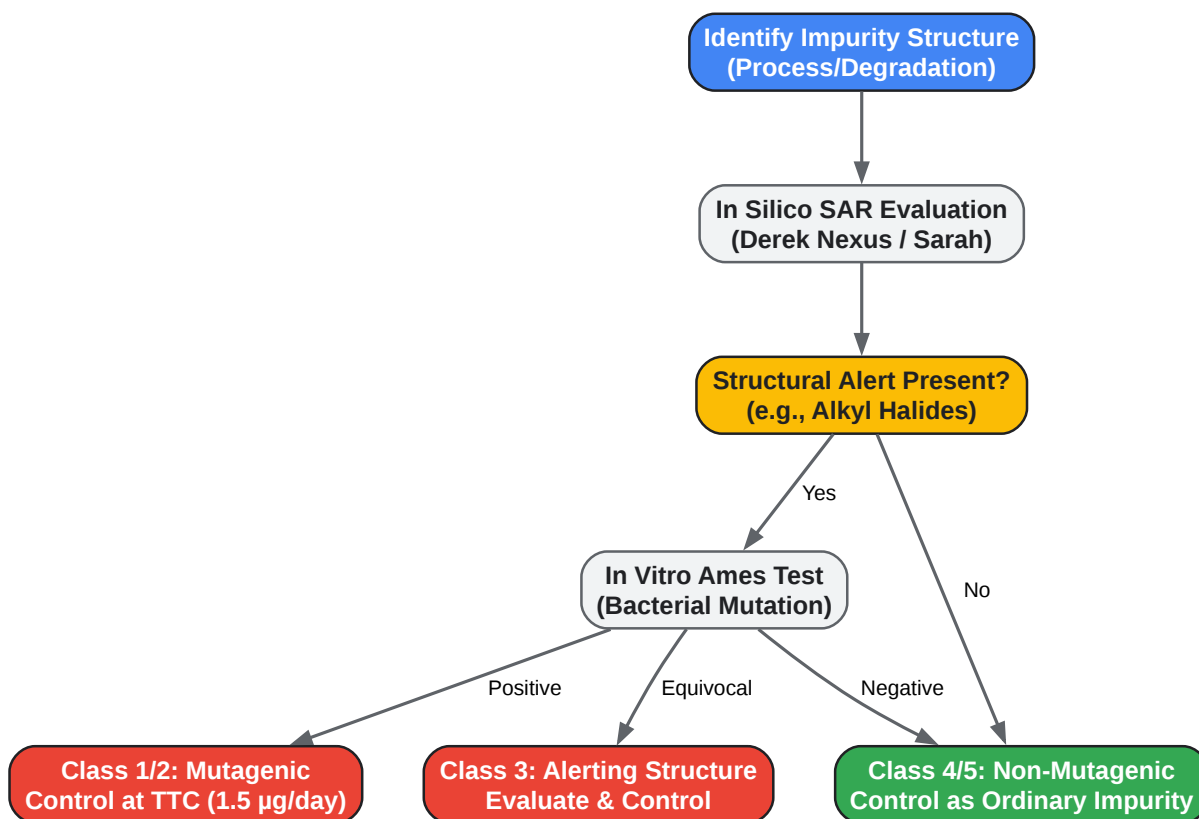 Identify Impurity Structure
(Process/Degradation)
In Silico SAR Evaluation
(Derek Nexus / Sarah)
Structural Alert Present?
(e.g., Alkyl Halides)
Yes
In Vitro Ames Test
(Bacterial Mutation)
No
Positive
Equivocal
Negative
Class 1/2: Mutagenic
Control at TTC (1.5 µg/day)
Class 3: Alerting Structure
Evaluate & Control
Class 4/5: Non-Mutagenic
Control as Ordinary Impurity